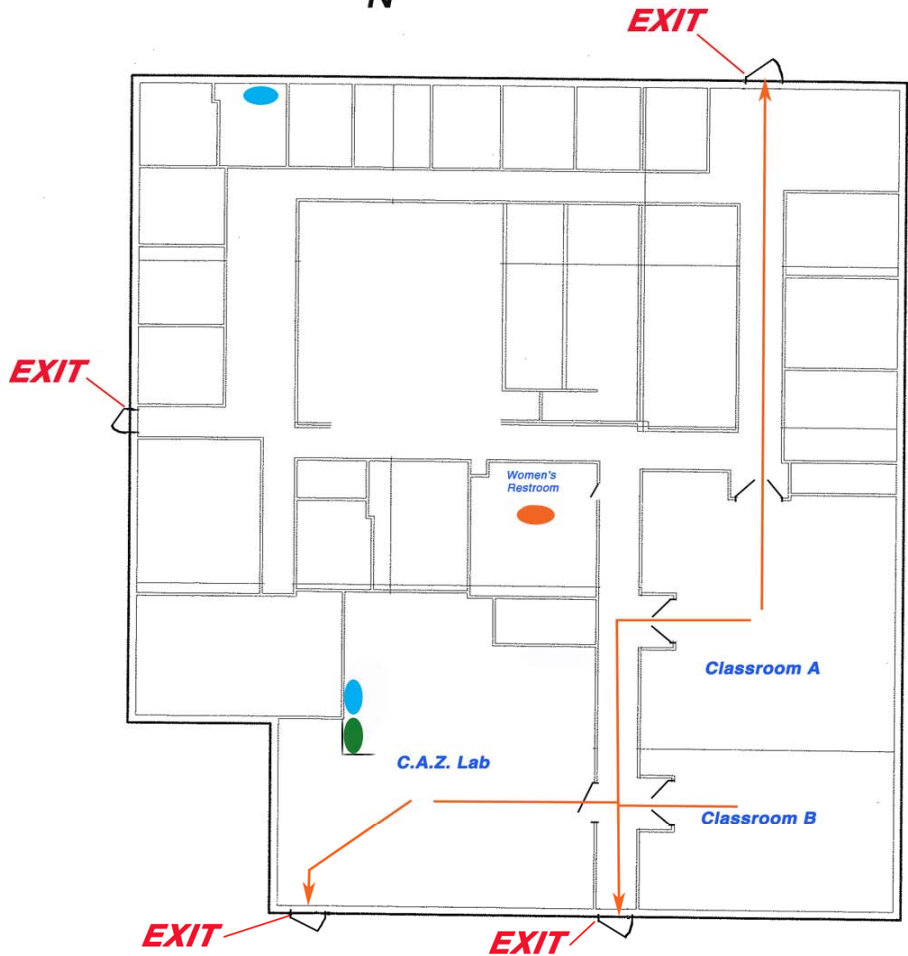 N
EXIT
EXIT
Women's
Restroom
Classroom A
C.A.Z. Lab
Classroom B
EXIT
EXIT